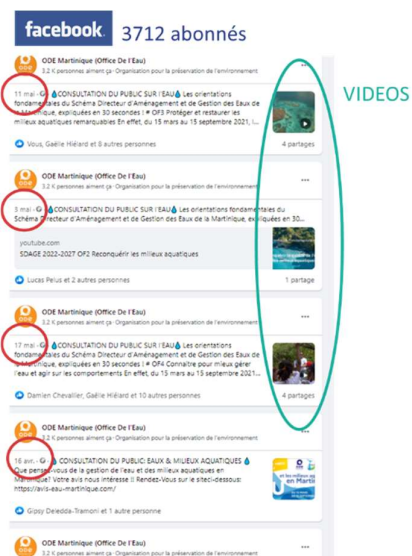 facebook. 3712 abonnés
ODE Martinique (Office De l'Eau)
3.2 K personnes aiment ça · Organisation pour la préservation de l'environnement
11 mai · CONSULTATION DU PUBLIC SUR l'EAU Les orientations
fondamentales du Schéma Directeur d'Aménagement et de Gestion des Eaux de
la Martinique, expliquées en 30 secondes ! # OF3 Protéger et restaurer les
milieux aquatiques remarquables En effet, du 15 mars au 15 septembre 2021, l...
VIDEOS
Vous, Gaëlle Hiélard et 8 autres personnes
4 partages
ODE Martinique (Office De l'Eau)
3.2 K personnes aiment ça · Organisation pour la préservation de l'environnement
3 mai · CONSULTATION DU PUBLIC SUR l'EAU Les orientations fondamentales du
Schéma Directeur d'Aménagement et de Gestion des Eaux de la Martinique, expliquées en 30...
youtube.com
SDAGE 2022-2027 OF2 Reconquérir les milieux aquatiques
Lucas Pelus et 2 autres personnes
1 partage
ODE Martinique (Office De l'Eau)
3.2 K personnes aiment ça · Organisation pour la préservation de l'environnement
17 mai · CONSULTATION DU PUBLIC SUR l'EAU Les orientations
fondamentales du Schéma Directeur d'Aménagement et de Gestion des Eaux de
la Martinique, expliquées en 30 secondes ! # OF4 Connaitre pour mieux gérer
l'eau et agir sur les comportements En effet, du 15 mars au 15 septembre 2021...
Damien Chevallier, Gaëlle Hiélard et 10 autres personnes
4 partages
ODE Martinique (Office De l'Eau)
3.2 K personnes aiment ça · Organisation pour la préservation de l'environnement
16 avr. · CONSULTATION DU PUBLIC: EAUX & MILIEUX AQUATIQUES
Que pensez-vous de la gestion de l'eau et des milieux aquatiques en
Martinique? Votre avis nous intéresse !! Rendez-Vous sur le siteci-dessous:
https://avis-eau-martinique.com/
Gipsy Deledda-Tramoni et 1 autre personne
ODE Martinique (Office De l'Eau)
3.2 K personnes aiment ça · Organisation pour la préservation de l'environnement